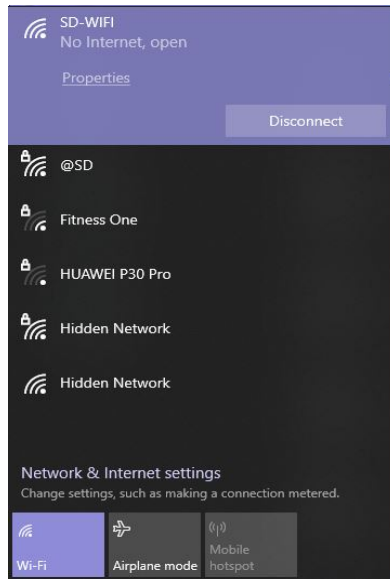 SD-WIFI
No Internet, open
Properties
Disconnect
@SD
Fitness One
HUAWEI P30 Pro
Hidden Network
Hidden Network
Network & Internet settings
Change settings, such as making a connection metered.
Wi-Fi
Airplane mode
Mobile
hotspot